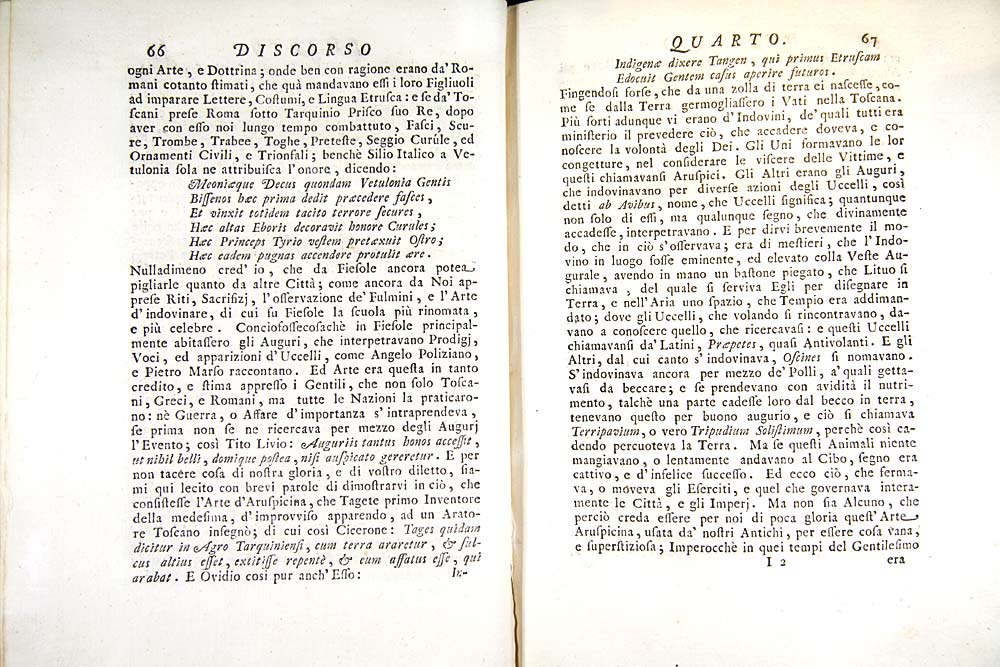 66 DISCORSO
ogni Arte, e Dottrina; onde ben con ragione erano da' Ro-
mani cotanto ſtimati, che quà mandavano eſſi i loro Figliuoli
ad imparare Lettere, Coſtumi, e Lingua Etruſca: e ſe da' To-
ſcani preſe Roma ſotto Tarquinio Priſco ſuo Re, dopo
aver con eſſo noi lungo tempo combattuto, Faſci, Scu-
re, Trombe, Trabee, Toghe, Preteſte, Seggio Curúle, ed
Ornamenti Civili, e Trionfali; benchè Silio Italico a Ve-
tulonia ſola ne attribuiſca l'onore, dicendo:
Meoniæque Decus quondam Vetulonia Gentis
Biſſenos hæc prima dedit præcedere faſces,
Et vinxit totidem tacito terrore ſecures,
Hæc altas Eboris decoravit honore Curules;
Hæc Princeps Tyrio veſtem pretæxuit Oſtro;
Hæc eadem pugnas accendere protulit ære.
Nulladimeno cred' io, che da Fieſole ancora potea
pigliarle quanto da altre Città; come ancora da Noi ap-
preſe Riti, Sacrifizj, l'oſſervazione de' Fulmini, e l'Arte
d'indovinare, di cui fu Fieſole la ſcuola più rinomata,
e più celebre. Concioſoſſecoſachè in Fieſole principal-
mente abitaſſero gli Auguri, che interpetravano Prodigj,
Voci, ed apparizioni d'Uccelli, come Angelo Poliziano,
e Pietro Marſo raccontano. Ed Arte era queſta in tanto
credito, e ſtima appreſſo i Gentili, che non ſolo Toſca-
ni, Greci, e Romani, ma tutte le Nazioni la praticaro-
no: nè Guerra, o Affare d'importanza s'intraprendeva,
ſe prima non ſe ne ricercava per mezzo degli Augurj
l'Evento; così Tito Livio: Auguriis tantus honos acceſſit,
ut nihil belli, domique poſtea, niſi auſpicato gereretur. E per
non tacere coſa di noſtra gloria, e di voſtro diletto, ſia-
mi qui lecito con brevi parole di dimoſtrarvi in ciò, che
conſiſteſſe l'Arte d'Aruſpicina, che Tagete primo Inventore
della medeſima, d'improvviſo apparendo, ad un Arato-
re Toſcano inſegnò; di cui così Cicerone: Tages quidam
dicitur in Agro Tarquinienſi, cum terra araretur, & ſul-
cus altius eſſet, extitiſſe repentè, & eum affatus eſſe, qui
arabat. E Ovidio così pur anch' Eſſo:
In-
QUARTO. 67
Indigenæ dixere Tangen, qui primus Etruſcam
Edocuit Gentem caſus aperire futuros.
Fingendoſi forſe, che da una zolla di terra ei naſceſſe, co-
me ſe dalla Terra germogliaſſero i Vati nella Toſcana.
Più ſorti adunque vi erano d'Indovini, de' quali tutti era
miniſterio il prevedere ciò, che accadere doveva, e co-
noſcere la volontà degli Dei. Gli Uni formavano le lor
congetture, nel conſiderare le viſcere delle Vittime, e
queſti chiamavanſi Aruſpici. Gli Altri erano gli Auguri,
che indovinavano per diverſe azioni degli Uccelli, così
detti ab Avibus, nome, che Uccelli ſignifica; quantunque
non ſolo di eſſi, ma qualunque ſegno, che divinamente
accadeſſe, interpetravano. E per dirvi brevemente il mo-
do, che in ciò s'oſſervava; era di meſtieri, che l'Indo-
vino in luogo foſſe eminente, ed elevato colla Veſte Au-
gurale, avendo in mano un baſtone piegato, che Lituo ſi
chiamava, del quale ſi ſerviva Egli per diſegnare in
Terra, e nell'Aria uno ſpazio, che Tempio era addiman-
dato; dove gli Uccelli, che volando ſi rincontravano, da-
vano a conoſcere quello, che ricercavaſi: e queſti Uccelli
chiamavanſi da' Latini, Præpetes, quaſi Antivolanti. E gli
Altri, dal cui canto s'indovinava, Oſcines ſi nomavano.
S'indovinava ancora per mezzo de' Polli, a' quali getta-
vaſi da beccare; e ſe prendevano con avidità il nutri-
mento, talchè una parte cadeſſe loro dal becco in terra,
tenevano queſto per buono augurio, e ciò ſi chiamava
Terripavium, o vero Tripudium Soliſtimum, perchè così ca-
dendo percuoteva la Terra. Ma ſe queſti Animali niente
mangiavano, o lentamente andavano al Cibo, ſegno era
cattivo, e d'infelice ſucceſſo. Ed ecco ciò, che ferma-
va, o moveva gli Eſerciti, e quel che governava intera-
mente le Città, e gli Imperj. Ma non ſia Alcuno, che
perciò creda eſſere per noi di poca gloria queſt' Arte
Aruſpicina, uſata da' noſtri Antichi, per eſſere coſa vana,
e ſuperſtizioſa; Imperocchè in quei tempi del Gentileſimo
I 2 era